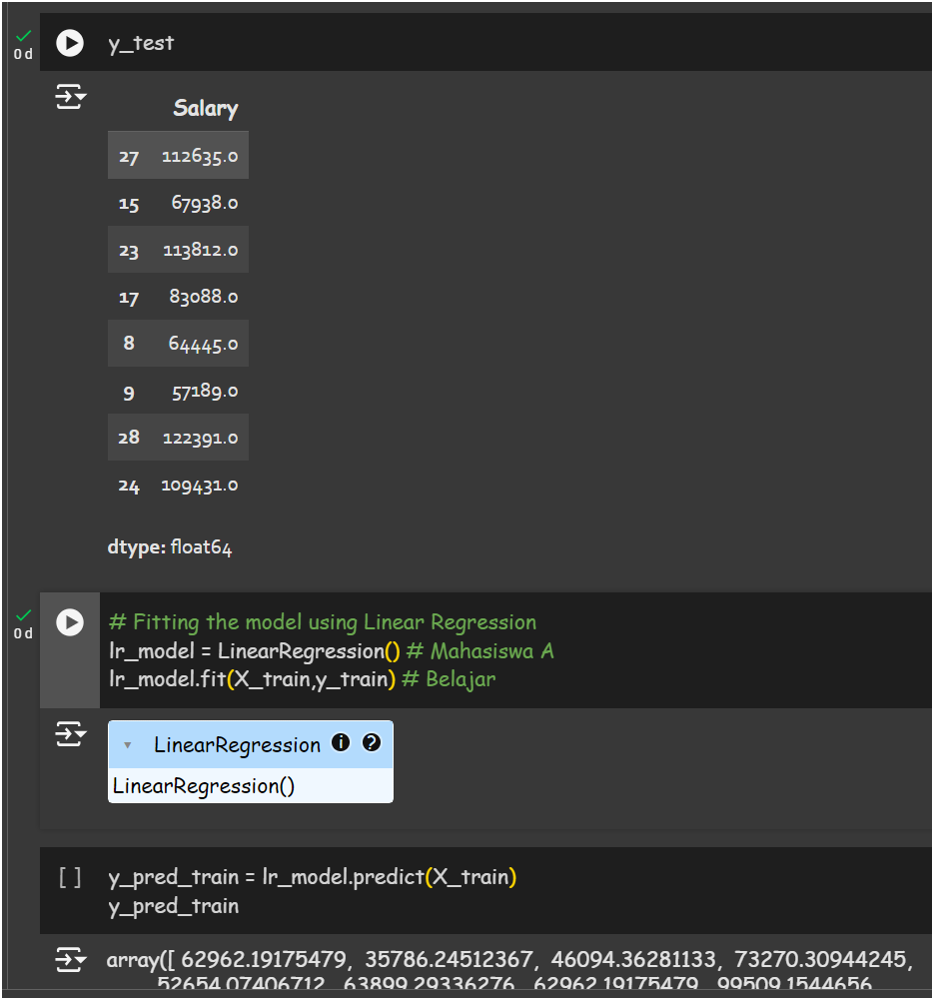 y_test
0 d
Salary
27 112635.0
15 67938.0
23 113812.0
17 83088.0
8 64445.0
9 57189.0
28 122391.0
24 109431.0
dtype: float64
# Fitting the model using Linear Regression
0 d
lr_model = LinearRegression() # Mahasiswa A
lr_model.fit(X_train,y_train) # Belajar
LinearRegression
LinearRegression()
[ ] y_pred_train = lr_model.predict(X_train)
y_pred_train
array([ 62962.19175479, 35786.24512367, 46094.36281133, 73270.30944245,
52654.07406712, 63899.29336276, 62962.19175479, 99509.1544656